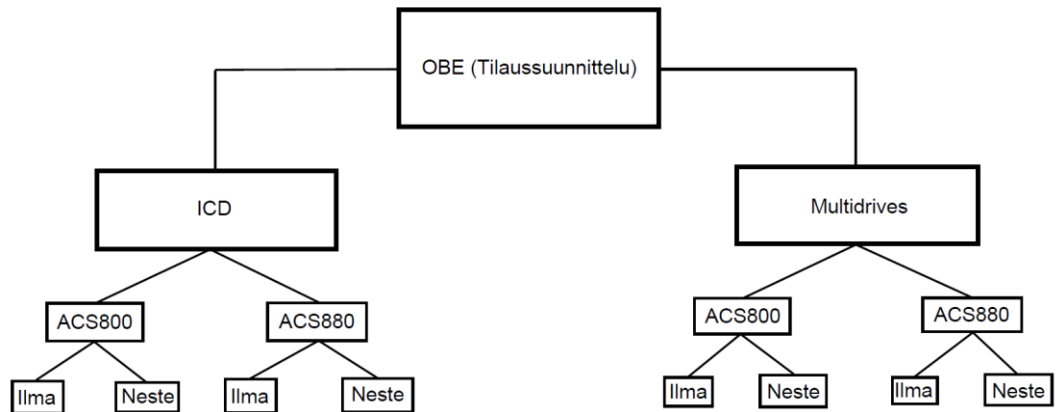 OBE (Tilaussuunnittelu)
ICD
Multidrives
ACS800
ACS880
ACS800
ACS880
Ilma
Neste
Ilma
Neste
Ilma
Neste
Ilma
Neste